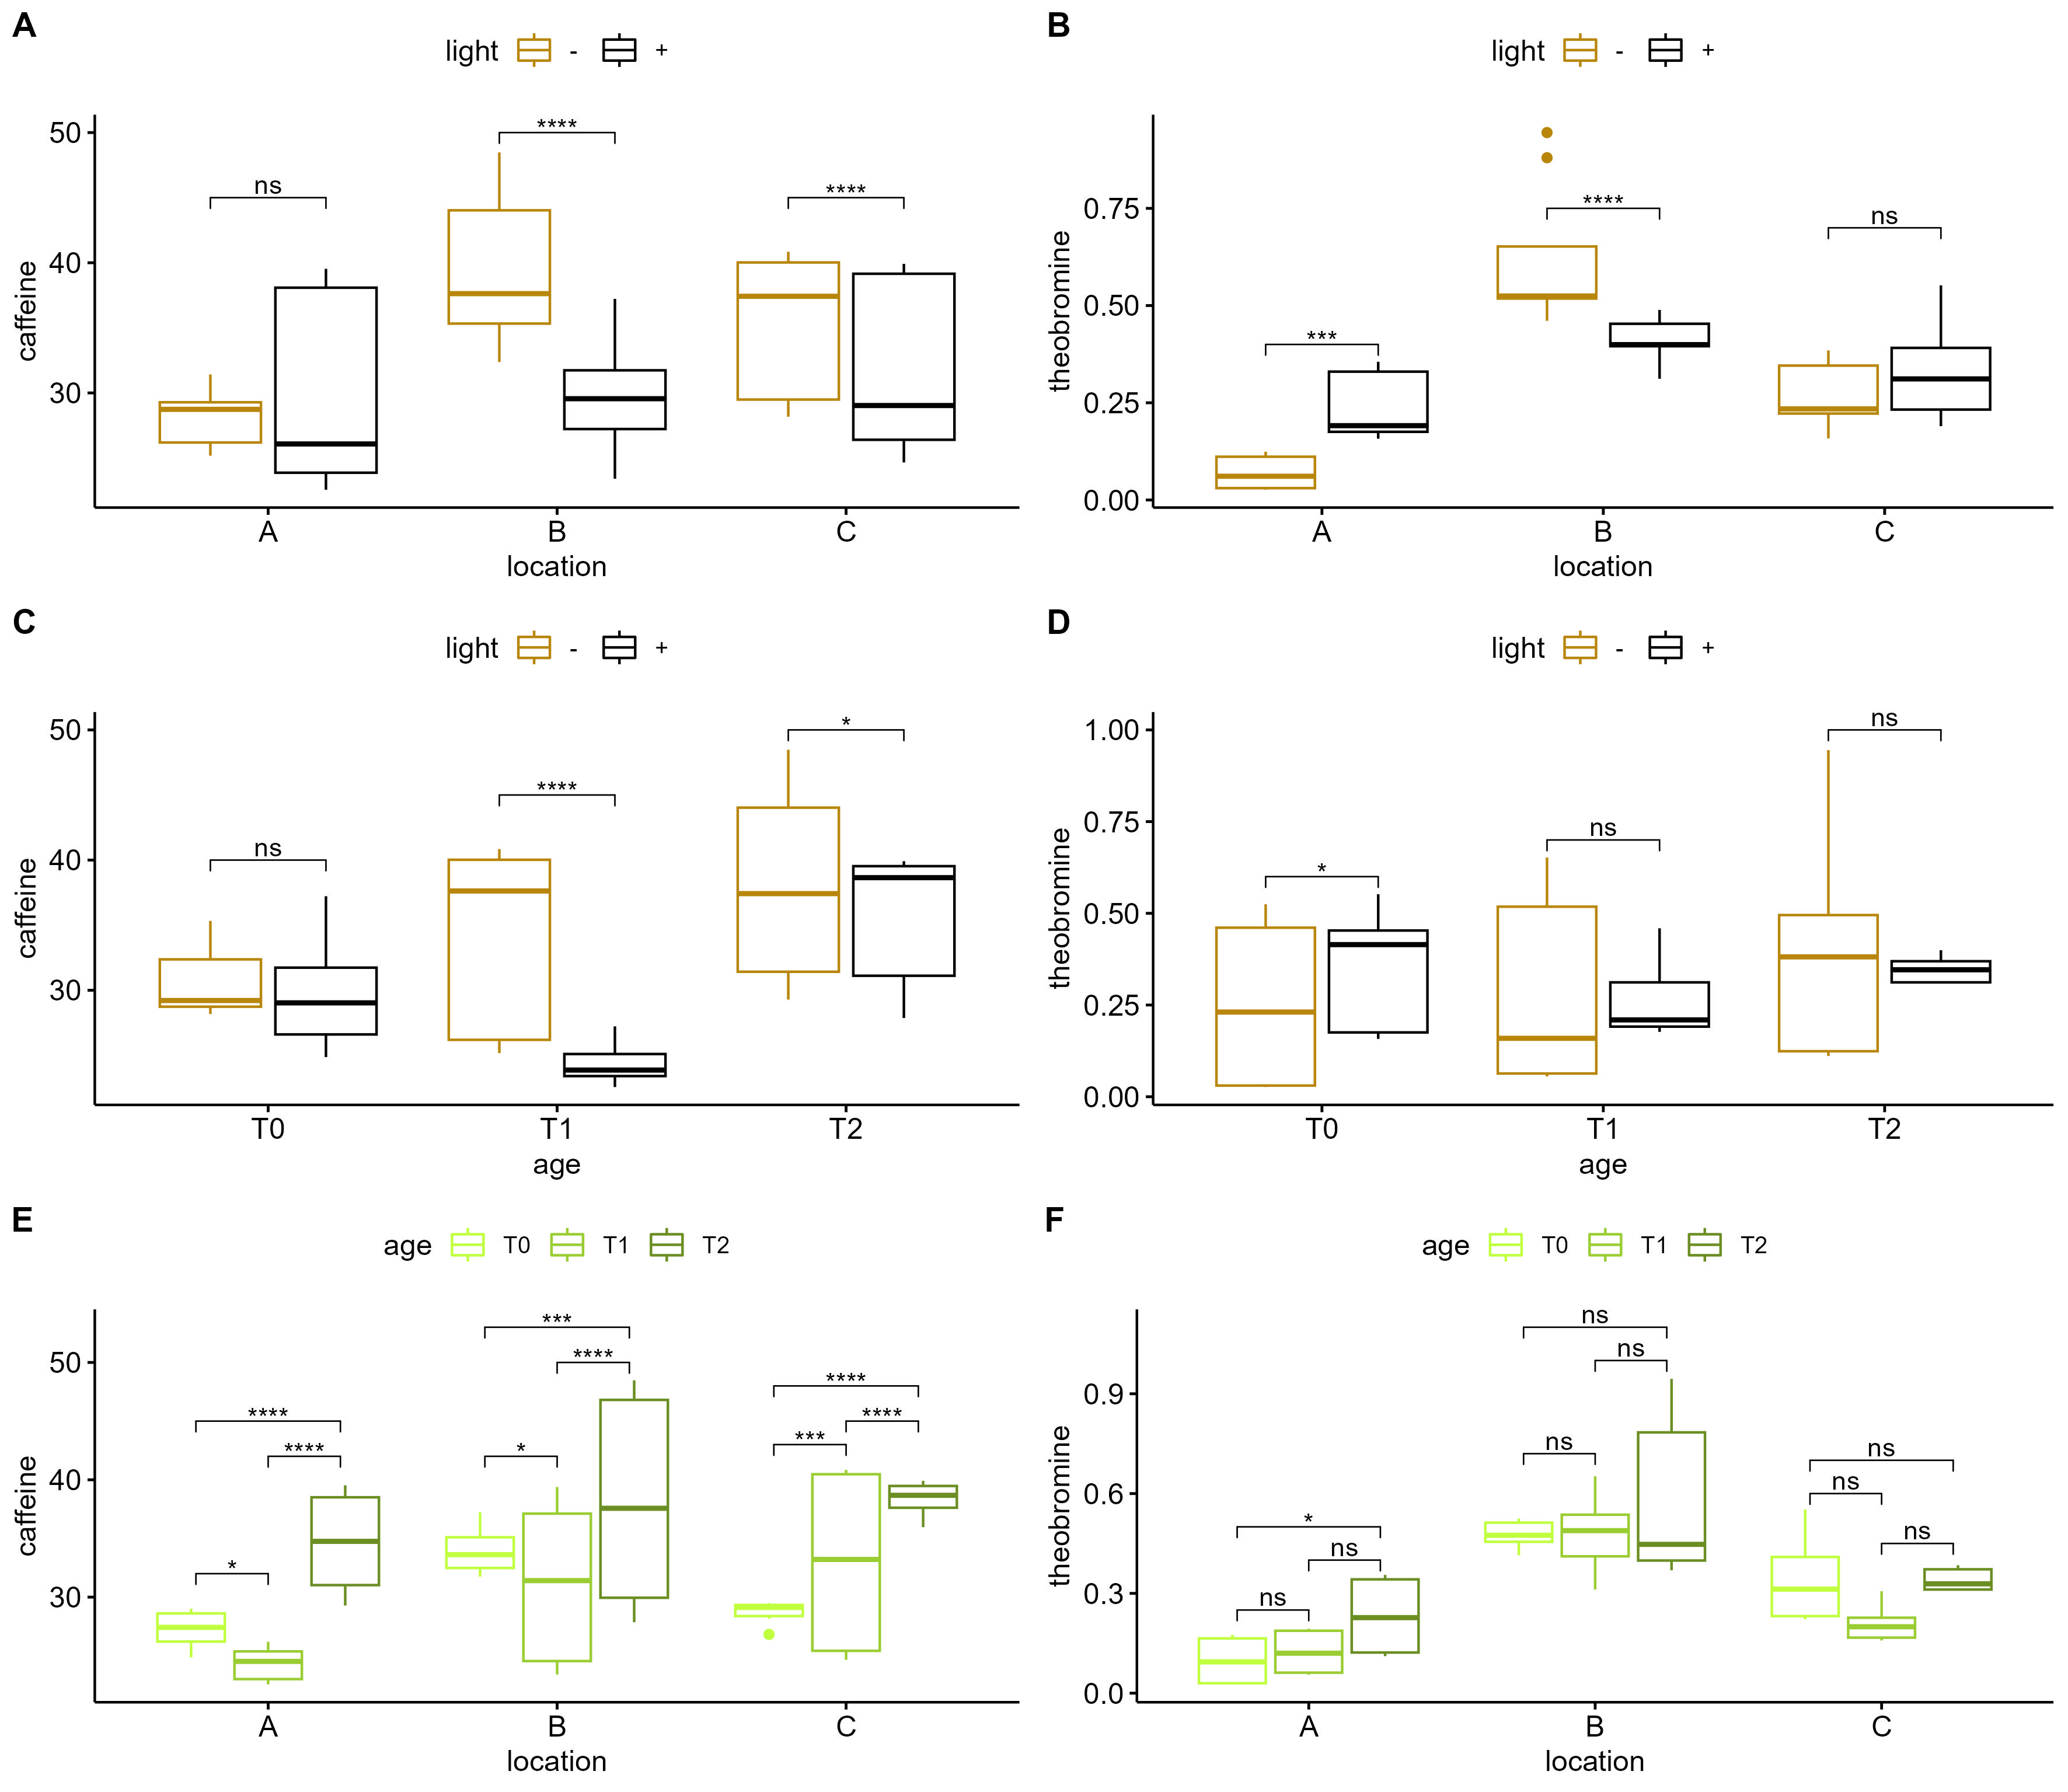 A
light - +
caffeine
50
40
30
ns
****
****
A B C
location
B
light - +
theobromine
0.75
0.50
0.25
0.00
***
****
ns
A B C
location
C
light - +
caffeine
50
40
30
ns
****
*
T0 T1 T2
age
D
light - +
theobromine
1.00
0.75
0.50
0.25
0.00
*
ns
ns
T0 T1 T2
age
E
age T0 T1 T2
caffeine
50
40
30
****
****
*
***
****
*
****
****
***
A B C
location
F
age T0 T1 T2
theobromine
0.9
0.6
0.3
0.0
*
ns
ns
ns
ns
ns
ns
ns
ns
A B C
location